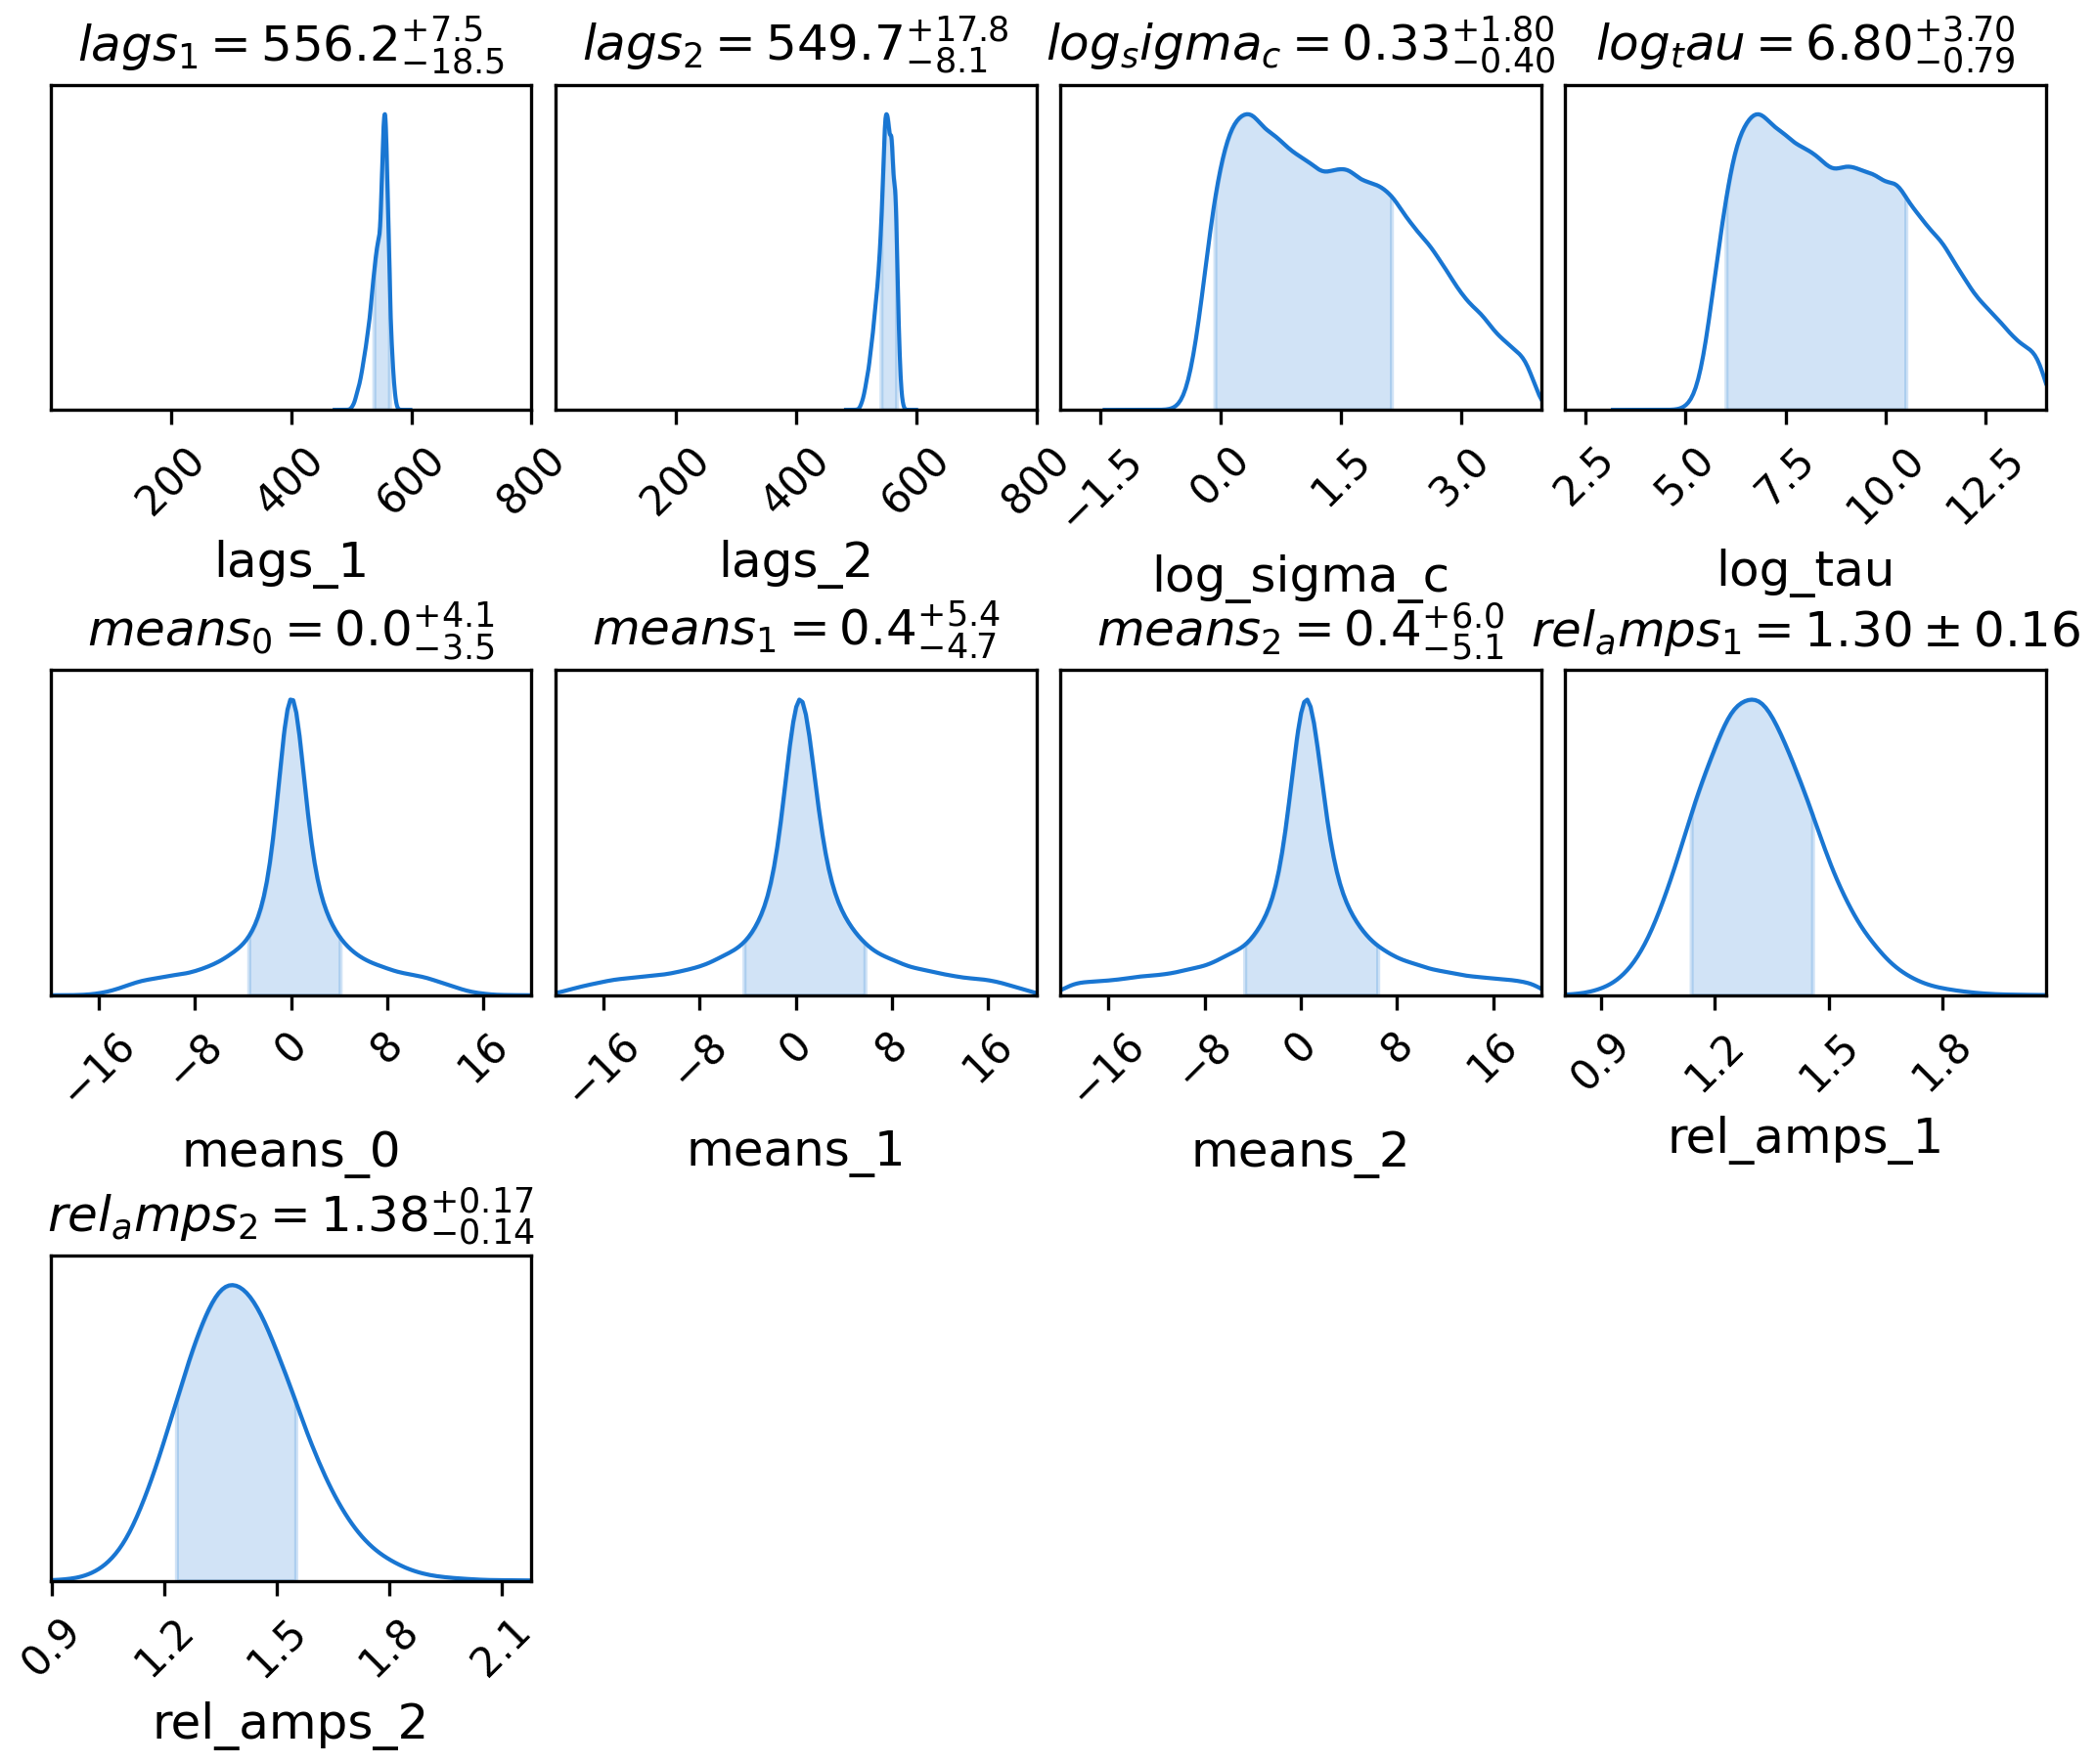 lags₁ = 556.2⁺⁷·⁵₋₁₈.₅ lags₂ = 549.7⁺¹⁷·⁸₋₈.₁ logₛigma_c = 0.33⁺¹·⁸⁰₋₀.₄₀ logₜau = 6.80⁺³·⁷⁰₋₀.₇₉
200 400 600 800 200 400 600 800 −1.5 0.0 1.5 3.0 2.5 5.0 7.5 10.0 12.5
lags_1 lags_2 log_sigma_c log_tau
means₀ = 0.0⁺⁴·¹₋₃.₅ means₁ = 0.4⁺⁵·⁴₋₄.₇ means₂ = 0.4⁺⁶·⁰₋₅.₁ relₐmps₁ = 1.30 ± 0.16
−16 −8 0 8 16 −16 −8 0 8 16 −16 −8 0 8 16 0.9 1.2 1.5 1.8
means_0 means_1 means_2 rel_amps_1
relₐmps₂ = 1.38⁺⁰·¹⁷₋₀.₁₄
0.9 1.2 1.5 1.8 2.1
rel_amps_2